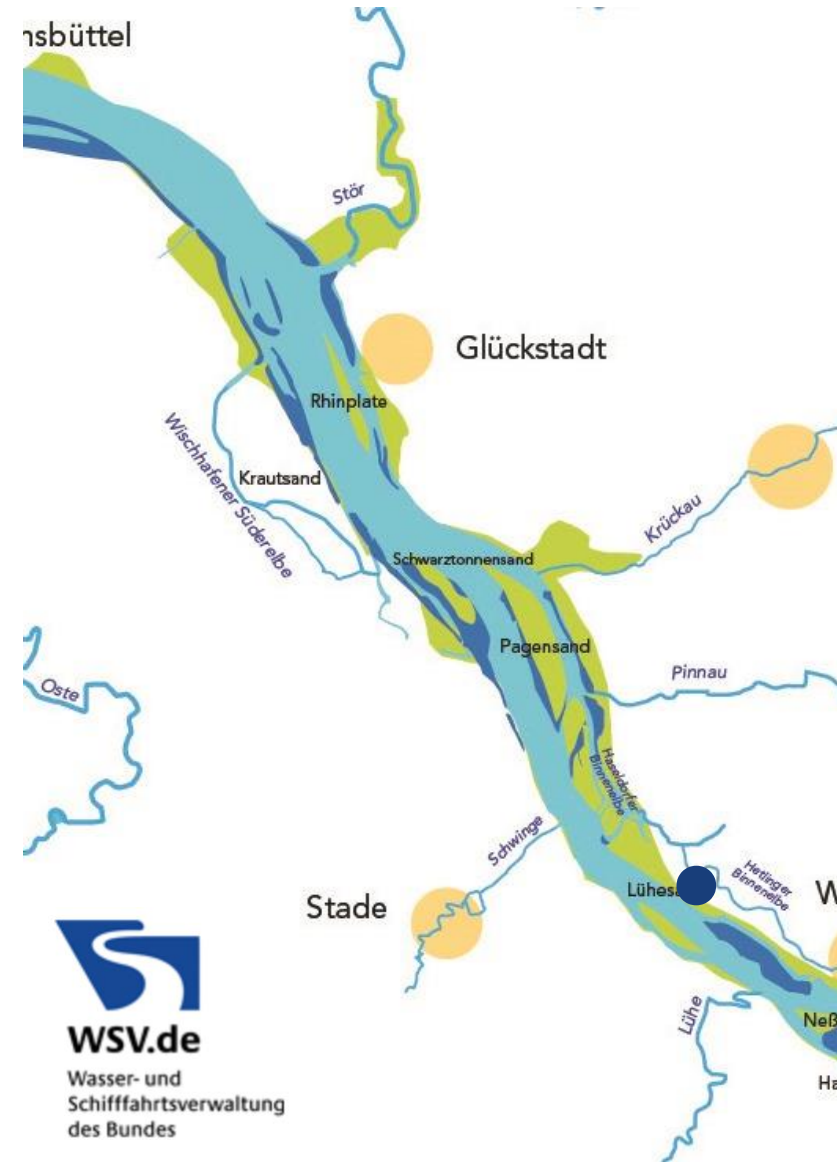 nsbüttel
Stör
Glückstadt
Rhinplate
Wischhafener Süderelbe
Krautsand
Krückau
Schwarztonnensand
Pagensand
Pinnau
Oste
Haseldorfer
Binnenelbe
Schwinge
Hetlinger
Binnenelbe
Stade
Lühes
W
Lühe
Neß
Ha
WSV.de
Wasser- und
Schifffahrtsverwaltung
des Bundes